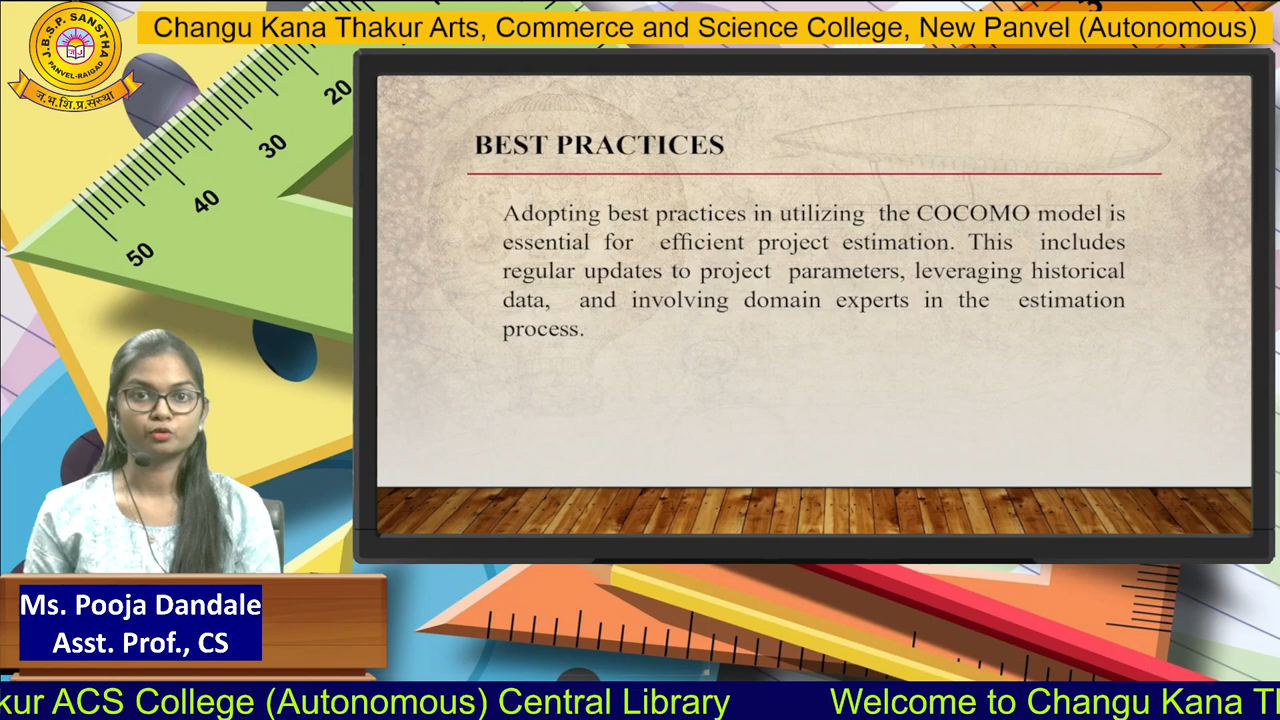 Changu Kana Thakur Arts, Commerce and Science College, New Panvel (Autonomous)
J.B.S.P. SANSTHA
PANVEL-RAIGAD
ज.भ.शि.प्र.संस्था
20
30
40
50
BEST PRACTICES
Adopting best practices in utilizing the COCOMO model is
essential for efficient project estimation. This includes
regular updates to project parameters, leveraging historical
data, and involving domain experts in the estimation
process.
Ms. Pooja Dandale
Asst. Prof., CS
kur ACS College (Autonomous) Central Library
Welcome to Changu Kana